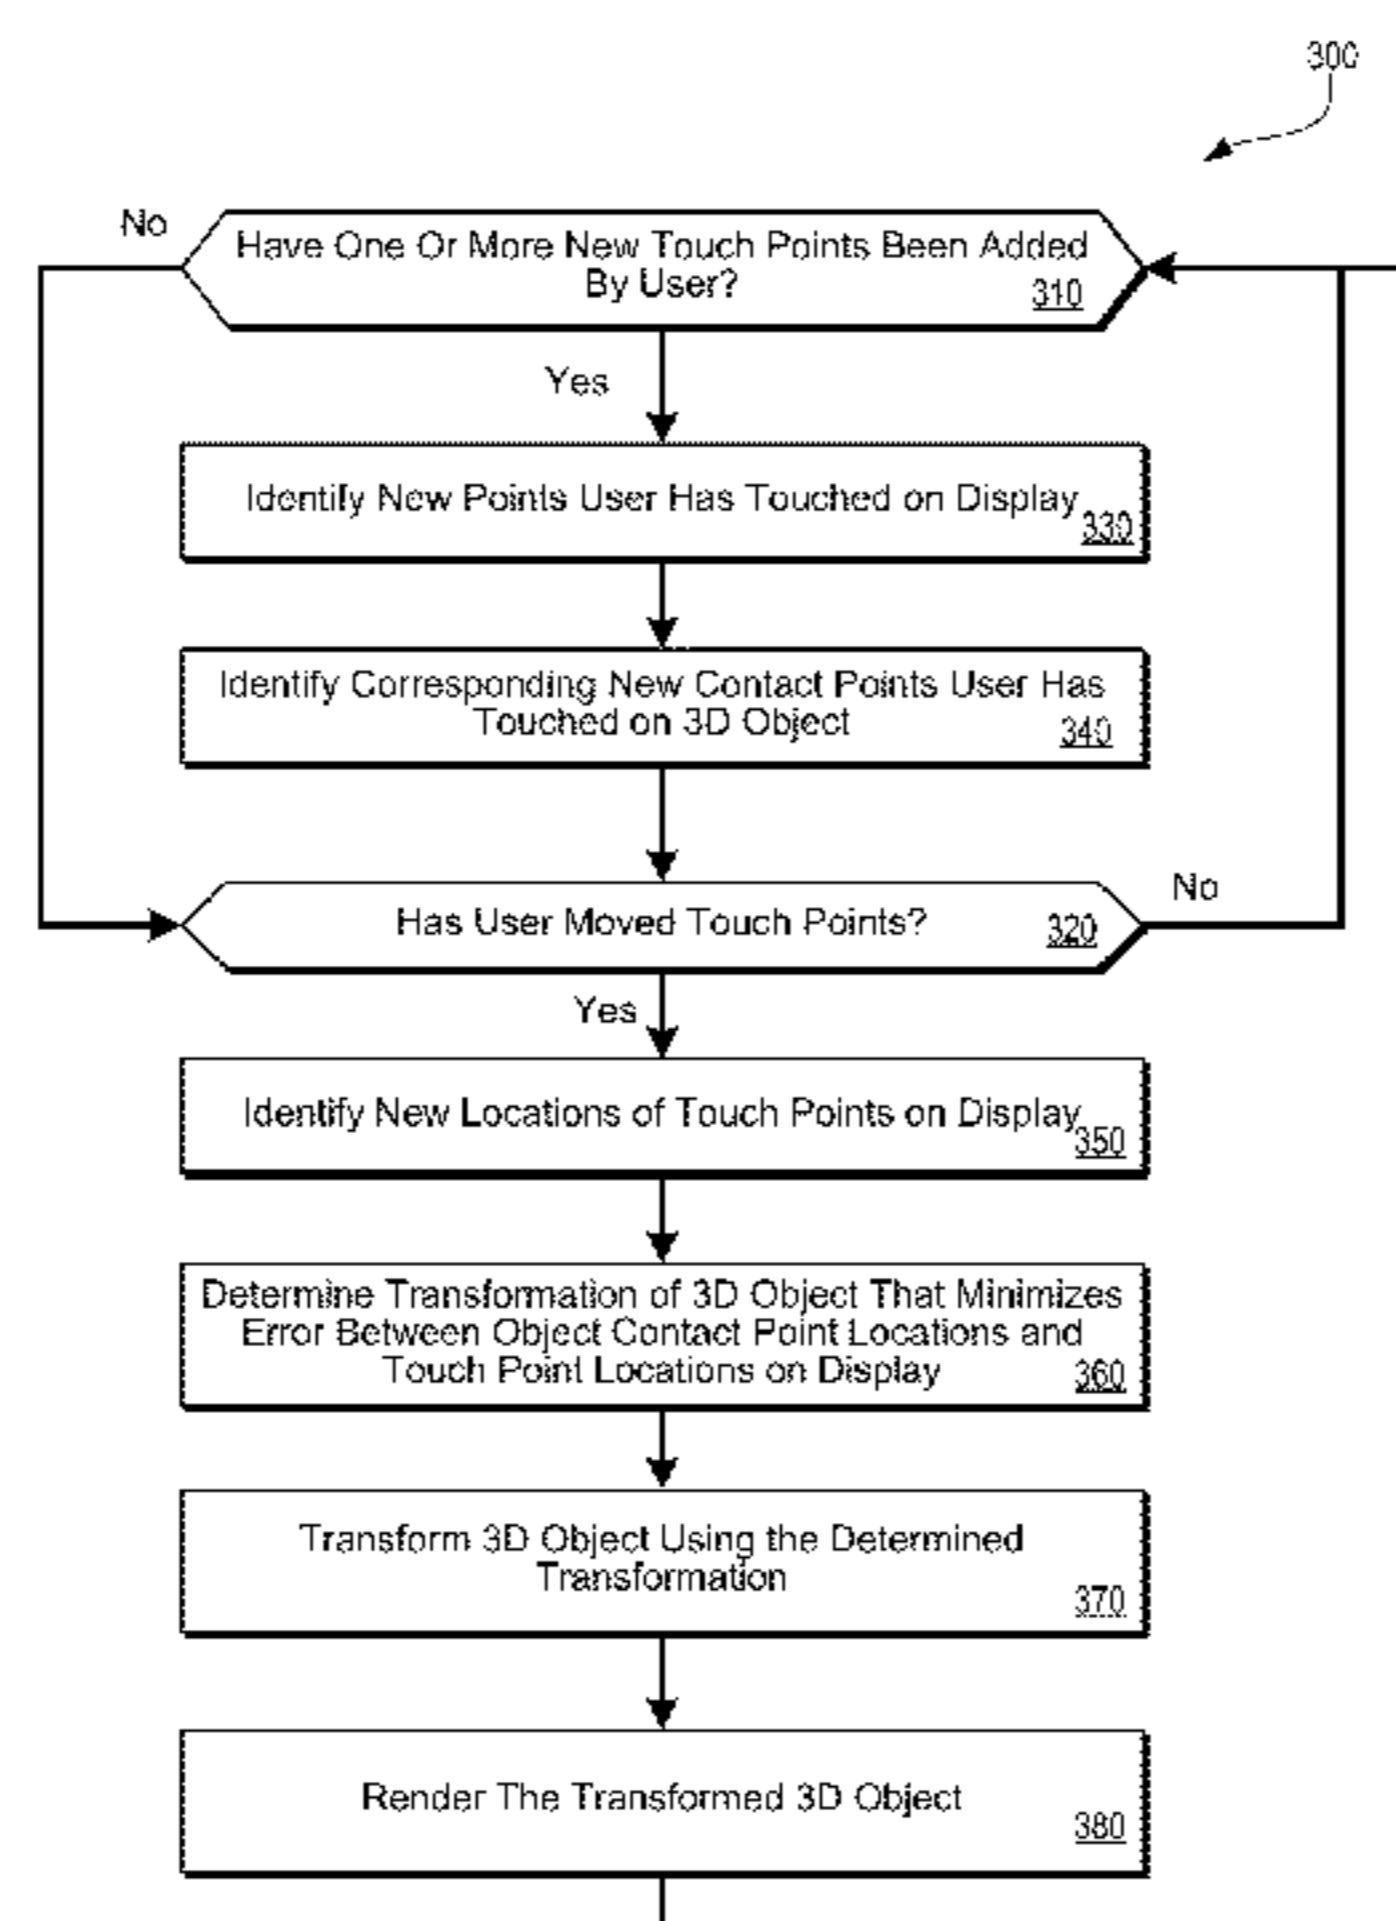 300
No
Have One Or More New Touch Points Been Added
By User?
310
Yes
Identify New Points User Has Touched on Display
330
Identify Corresponding New Contact Points User Has
Touched on 3D Object
340
Has User Moved Touch Points?
320
No
Yes
Identify New Locations of Touch Points on Display
350
Determine Transformation of 3D Object That Minimizes
Error Between Object Contact Point Locations and
Touch Point Locations on Display
360
Transform 3D Object Using the Determined
Transformation
370
Render The Transformed 3D Object
380